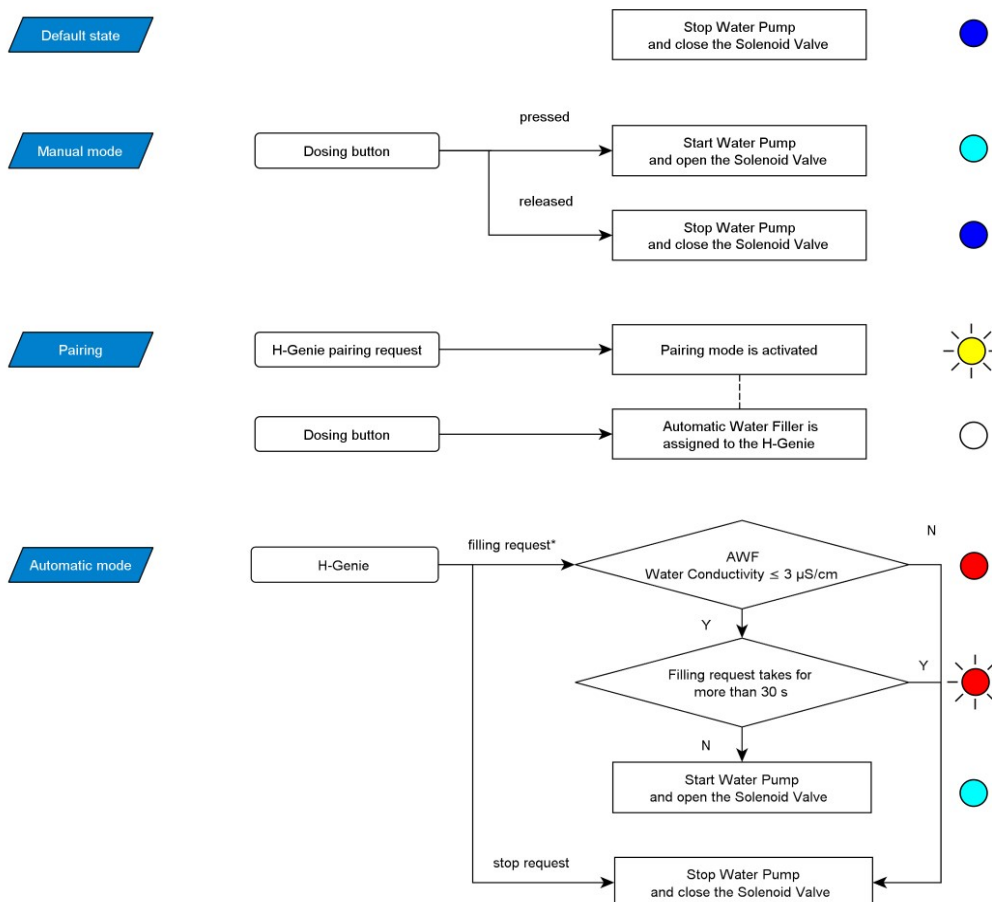 Default state
Stop Water Pump
and close the Solenoid Valve
pressed
Manual mode
Dosing button
Start Water Pump
and open the Solenoid Valve
released
Stop Water Pump
and close the Solenoid Valve
Pairing
H-Genie pairing request
Pairing mode is activated
Dosing button
Automatic Water Filler is
assigned to the H-Genie
Automatic mode
H-Genie
filling request*
AWF
Water Conductivity ≤ 3 µS/cm
N
Y
Filling request takes for
more than 30 s
Y
N
Start Water Pump
and open the Solenoid Valve
stop request
Stop Water Pump
and close the Solenoid Valve